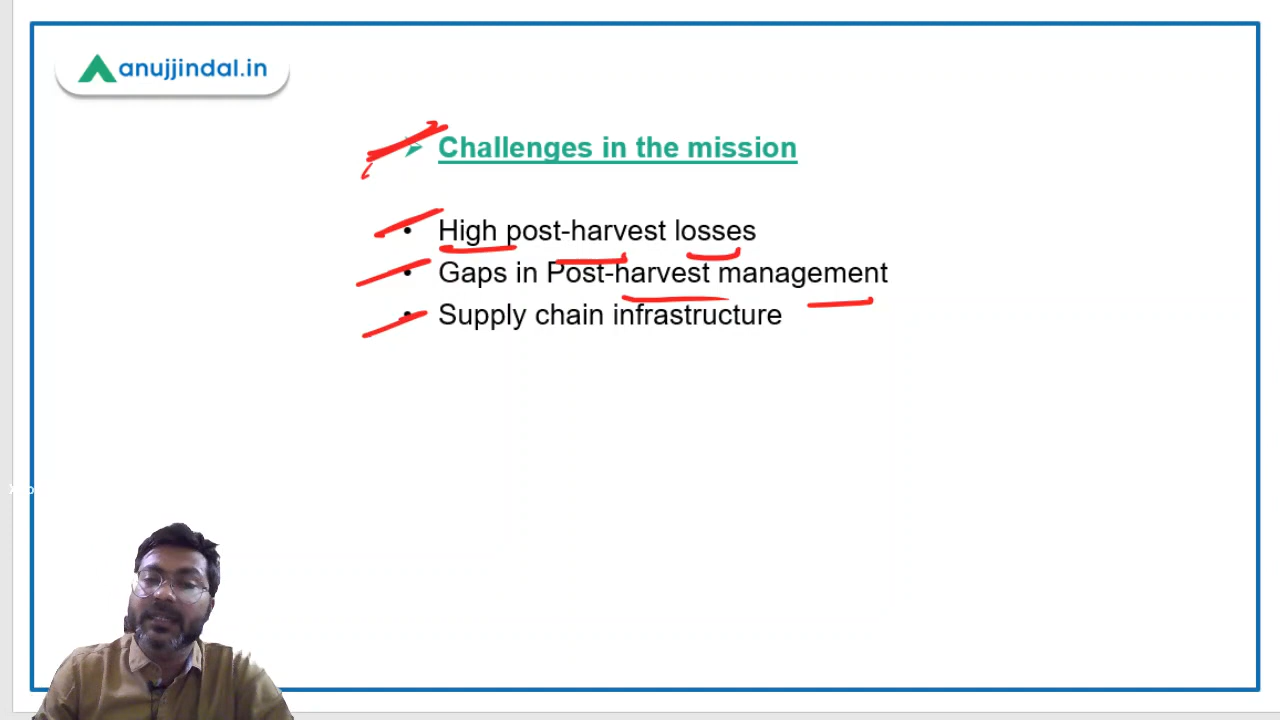 anujjindal.in
Challenges in the mission
• High post-harvest losses
• Gaps in Post-harvest management
• Supply chain infrastructure